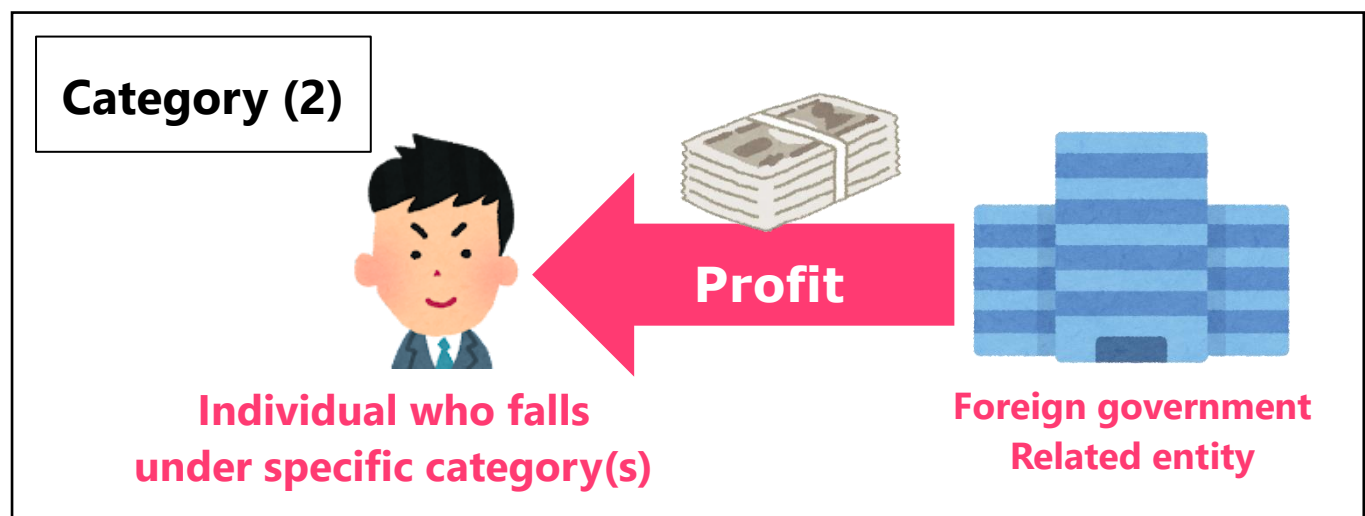 Category (2)
Profit
Individual who falls
under specific category(s)
Foreign government
Related entity